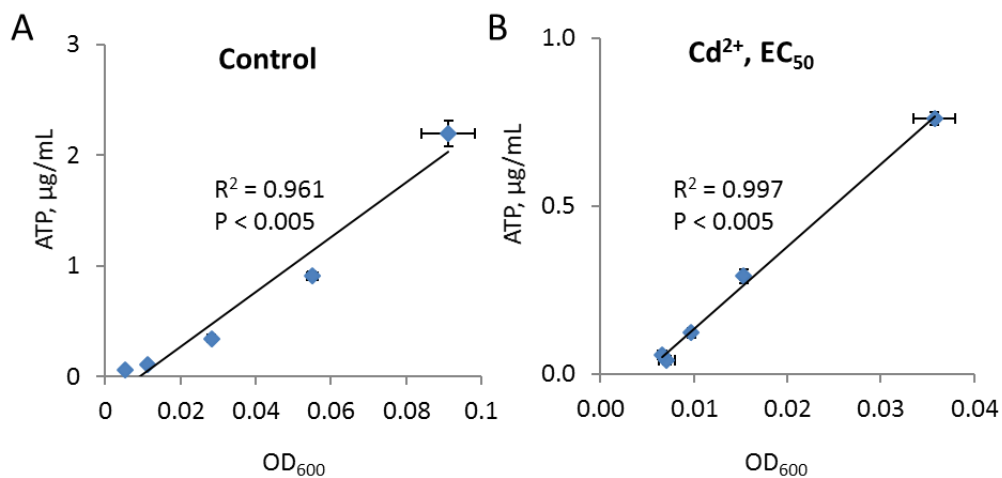 A
Control
3
2
1
0
ATP, µg/mL
R² = 0.961
P < 0.005
0 0.02 0.04 0.06 0.08 0.1
OD₆₀₀
B
Cd²⁺, EC₅₀
1.0
0.5
0.0
ATP, µg/mL
R² = 0.997
P < 0.005
0.00 0.01 0.02 0.03 0.04
OD₆₀₀